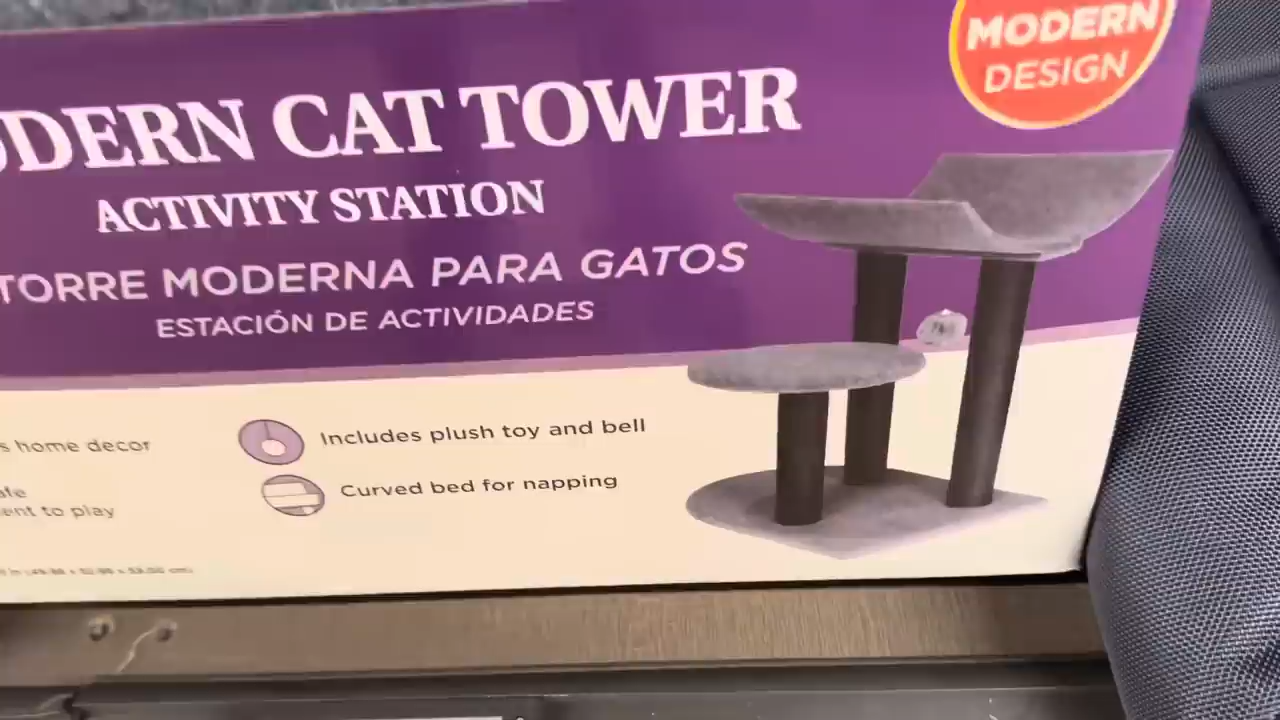 MODERN
DESIGN
ODERN CAT TOWER
ACTIVITY STATION
TORRE MODERNA PARA GATOS
ESTACIÓN DE ACTIVIDADES
s home decor
Includes plush toy and bell
ent to play
Curved bed for napping